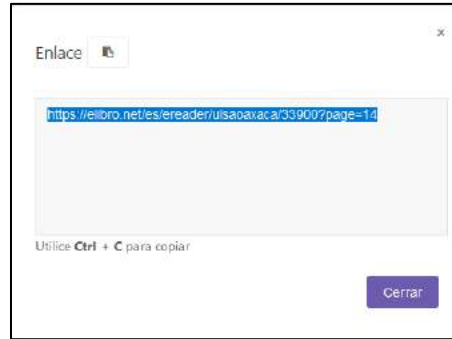 x
Enlace
https://elibro.net/es/ereader/ulsaoaxaca/33900?page=14
Utilice Ctrl + C para copiar
Cerrar